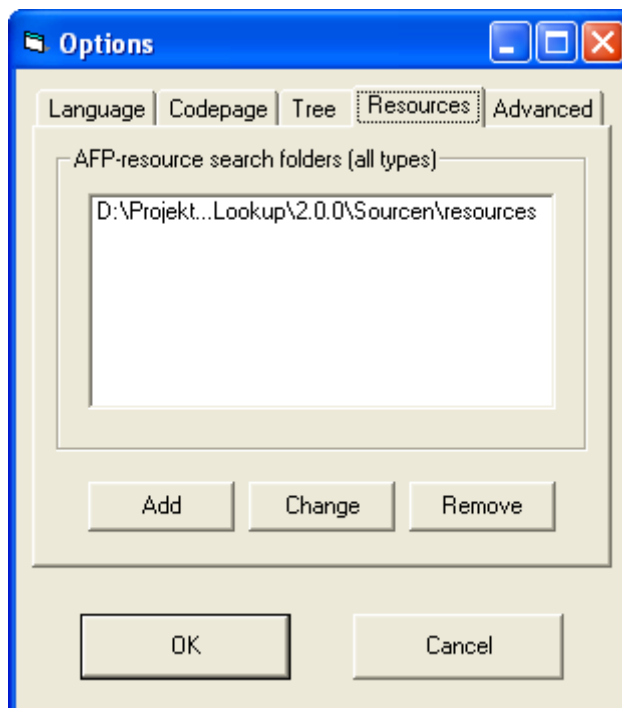 Options
Language Codepage Tree Resources Advanced
AFP-resource search folders (all types)
D:\Projekt...Lookup\2.0.0\Sourcen\resources
Add Change Remove
OK Cancel